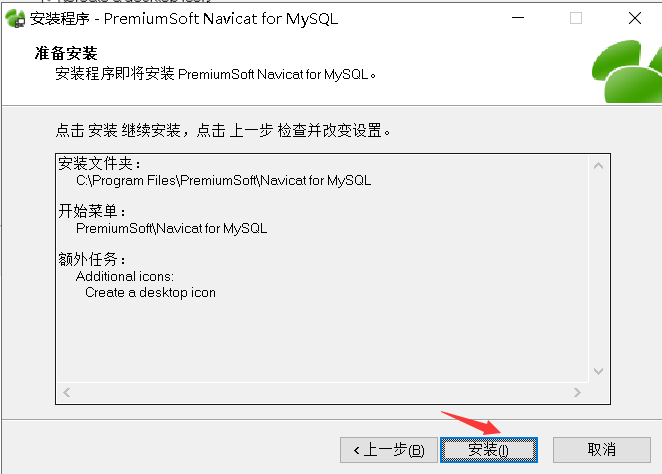 安装程序 - PremiumSoft Navicat for MySQL
准备安装
安装程序即将安装 PremiumSoft Navicat for MySQL。
点击 安装 继续安装，点击 上一步 检查并改变设置。
安装文件夹：
C:\Program Files\PremiumSoft\Navicat for MySQL
开始菜单：
PremiumSoft\Navicat for MySQL
额外任务：
Additional icons:
Create a desktop icon
< 上一步(B) 安装(I) 取消